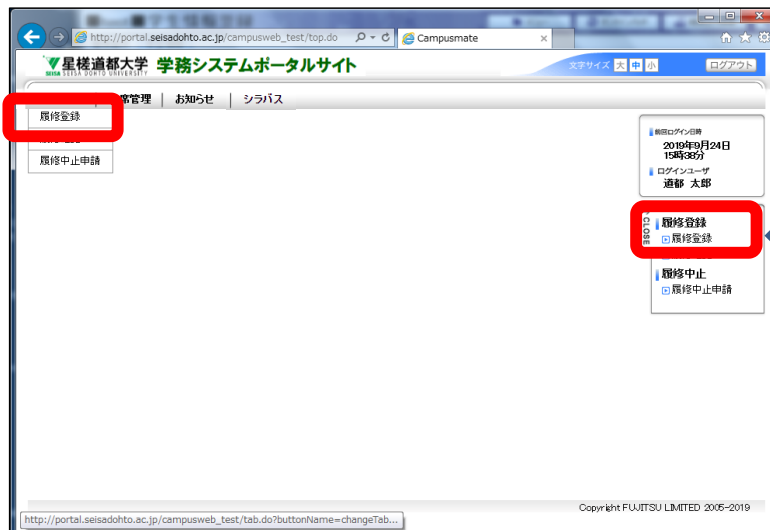 http://portal.seisadohto.ac.jp/campusweb_test/top.do
Campusmate
星槎道都大学 学務システムポータルサイト
SEISA DOHTO UNIVERSITY
文字サイズ 大 中 小
ログアウト
席管理 | お知らせ | シラバス
履修登録
履修中止申請
前回ログイン日時
2019年9月24日
15時38分
ログインユーザ
道都 太郎
CLOSE
履修登録
履修登録
履修中止
履修中止申請
Copyright FUJITSU LIMITED 2005-2019
http://portal.seisadohto.ac.jp/campusweb_test/tab.do?buttonName=changeTab...